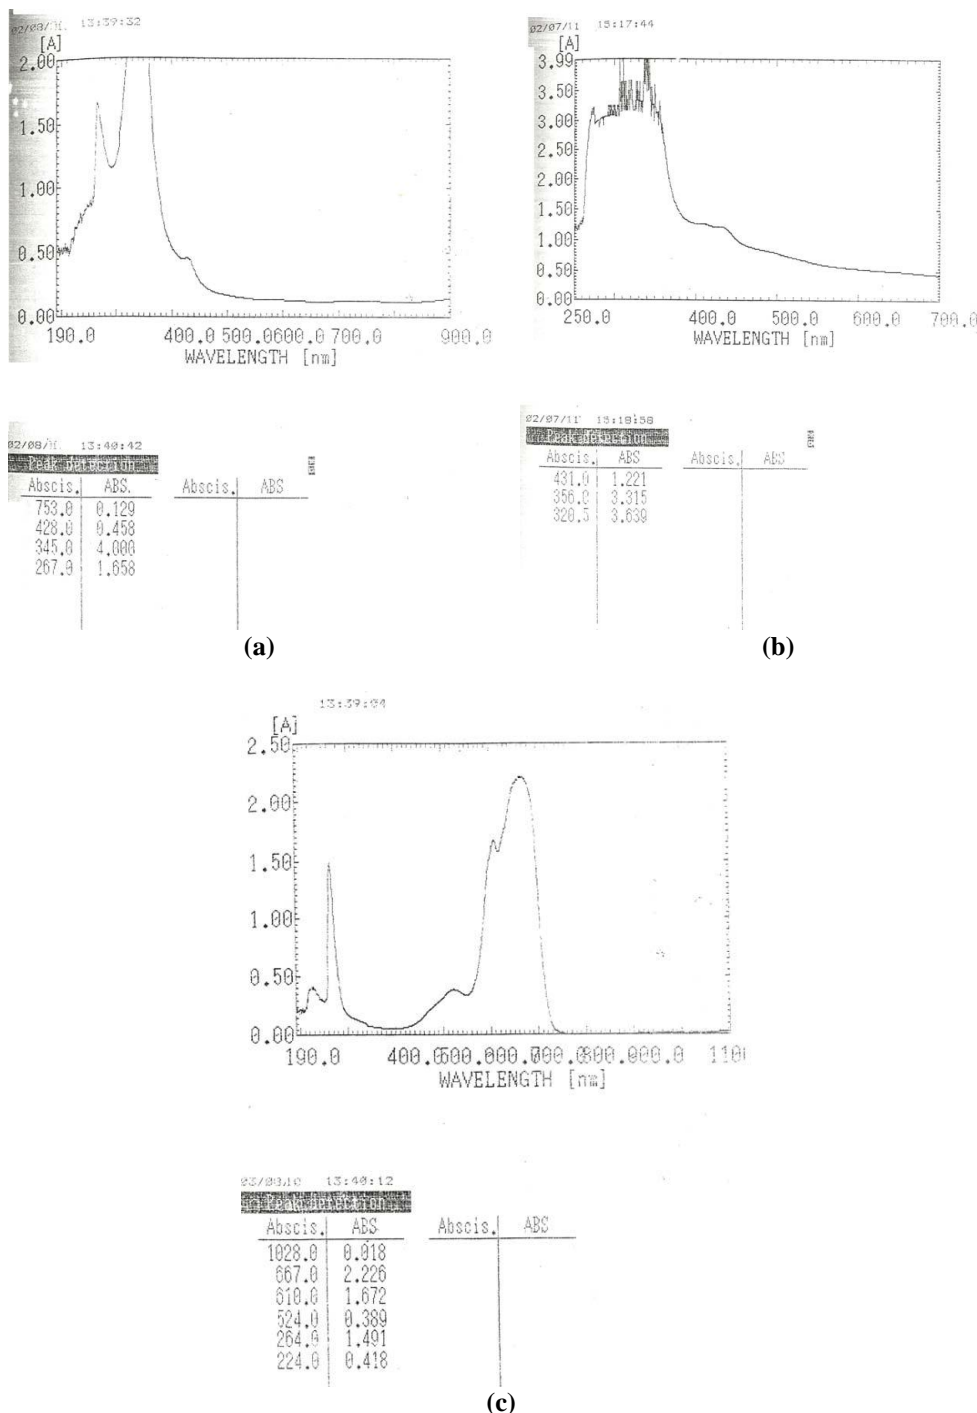 13:39:32
[A]
2.00
1.50
1.00
0.50
0.00
190.0 400.0 500.0600.0 700.0 900.0
WAVELENGTH [nm]
02/07/11 15:17:44
[A]
3.99
3.50
3.00
2.50
2.00
1.50
1.00
0.50
0.00
250.0 400.0 500.0 600.0 700.0
WAVELENGTH [nm]
13:40:42
Peak detection
Abscis. ABS. Abscis. ABS
753.0 0.129
428.0 0.458
345.0 4.000
267.0 1.658
(a)
02/07/11 15:18:58
Peak detection
Abscis. ABS Abscis. ABS
431.0 1.221
3.315
320.5 3.639
(b)
13:39:04
[A]
2.50
2.00
1.50
1.00
0.50
0.00
190.0
WAVELENGTH [nm]
13:40:12
Peak detection
Abscis. ABS Abscis. ABS
1028.0 0.018
667.0 2.226
610.0 1.672
524.0 0.389
264.0 1.491
224.0 0.418
(c)